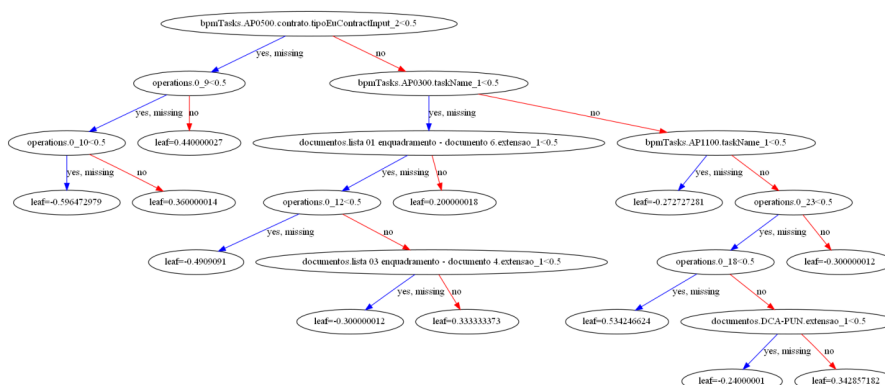 bpmTasks.AP0500.contrato.tipoEuContractInput_2<0.5
yes, missing
no
operations.0_9<0.5
bpmTasks.AP0300.taskName_1<0.5
yes, missing
no
yes, missing
no
operations.0_10<0.5
leaf=0.440000027
documentos.lista 01 enquadramento - documento 6.extensao_1<0.5
bpmTasks.AP1100.taskName_1<0.5
yes, missing
no
yes, missing
no
yes, missing
no
leaf=-0.596472979
leaf=0.360000014
operations.0_12<0.5
leaf=0.200000018
leaf=-0.272727281
operations.0_23<0.5
yes, missing
no
yes, missing
no
leaf=-0.4909091
documentos.lista 03 enquadramento - documento 4.extensao_1<0.5
operations.0_18<0.5
leaf=-0.300000012
yes, missing
no
yes, missing
no
leaf=-0.300000012
leaf=0.333333373
leaf=0.534246624
documentos.DCA-PUN.extensao_1<0.5
yes, missing
no
leaf=-0.24000001
leaf=0.342857182